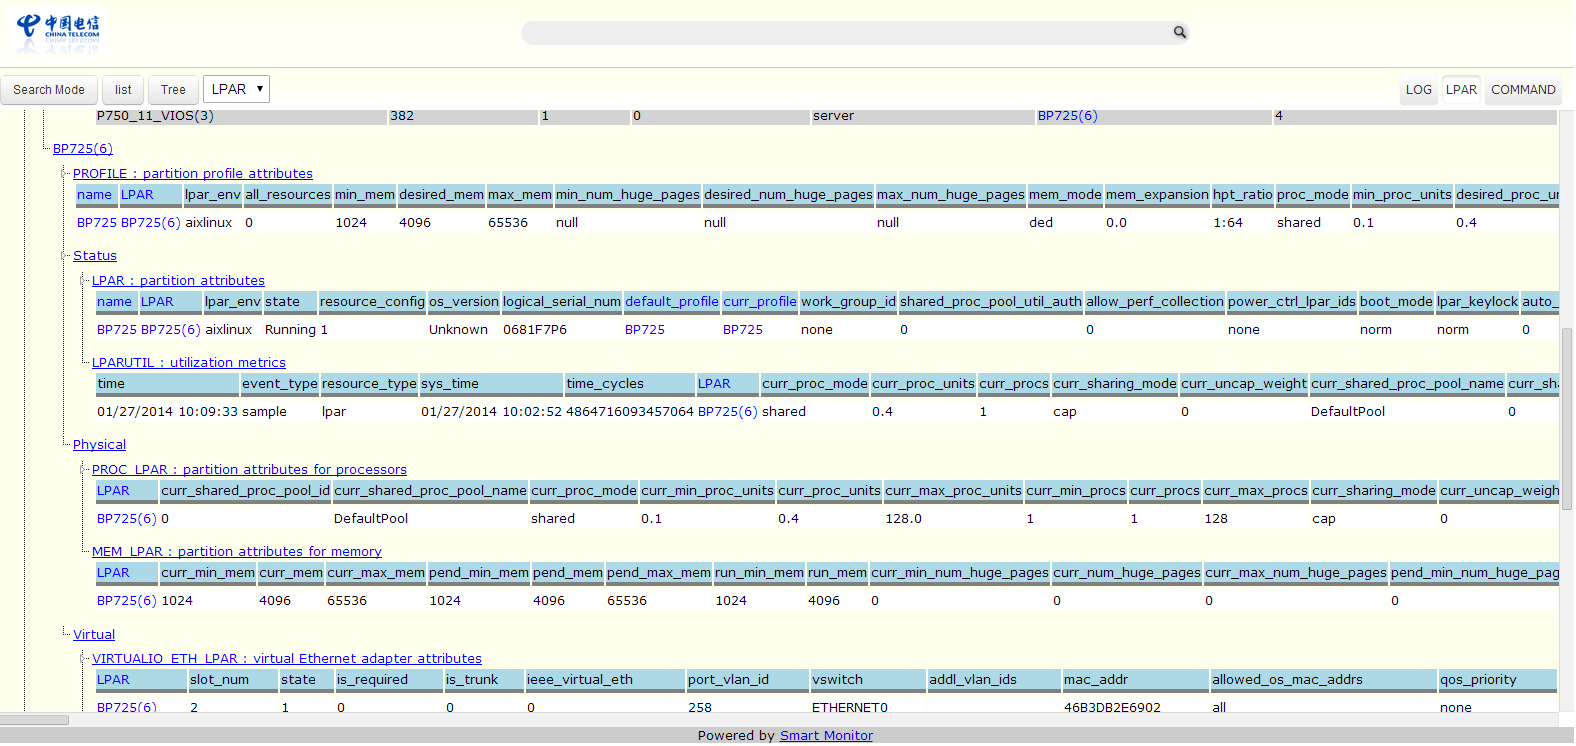 中国电信
CHINA TELECOM
Search Mode list Tree LPAR LOG LPAR COMMAND
P750_11_VIOS(3) 382 1 0 server BP725(6) 4
BP725(6)
PROFILE : partition profile attributes
name LPAR lpar_env all_resources min_mem desired_mem max_mem min_num_huge_pages desired_num_huge_pages max_num_huge_pages mem_mode mem_expansion hpt_ratio proc_mode min_proc_units desired_proc_ur
BP725 BP725(6) aixlinux 0 1024 4096 65536 null null null ded 0.0 1:64 shared 0.1 0.4
Status
LPAR : partition attributes
name LPAR lpar_env state resource_config os_version logical_serial_num default_profile curr_profile work_group_id shared_proc_pool_util_auth allow_perf_collection power_ctrl_lpar_ids boot_mode lpar_keylock auto_
BP725 BP725(6) aixlinux Running 1 Unknown 0681F7P6 BP725 BP725 none 0 0 none norm norm 0
LPARUTIL : utilization metrics
time event_type resource_type sys_time time_cycles LPAR curr_proc_mode curr_proc_units curr_procs curr_sharing_mode curr_uncap_weight curr_shared_proc_pool_name curr_sha
01/27/2014 10:09:33 sample lpar 01/27/2014 10:02:52 4864716093457064 BP725(6) shared 0.4 1 cap 0 DefaultPool 0
Physical
PROC_LPAR : partition attributes for processors
LPAR curr_shared_proc_pool_id curr_shared_proc_pool_name curr_proc_mode curr_min_proc_units curr_proc_units curr_max_proc_units curr_min_procs curr_procs curr_max_procs curr_sharing_mode curr_uncap_weigh
BP725(6) 0 DefaultPool shared 0.1 0.4 128.0 1 1 128 cap 0
MEM_LPAR : partition attributes for memory
LPAR curr_min_mem curr_mem curr_max_mem pend_min_mem pend_mem pend_max_mem run_min_mem run_mem curr_min_num_huge_pages curr_num_huge_pages curr_max_num_huge_pages pend_min_num_huge_pag
BP725(6) 1024 4096 65536 1024 4096 65536 1024 4096 0 0 0 0
Virtual
VIRTUALIO_ETH_LPAR : virtual Ethernet adapter attributes
LPAR slot_num state is_required is_trunk ieee_virtual_eth port_vlan_id vswitch addl_vlan_ids mac_addr allowed_os_mac_addrs qos_priority
BP725(6) 2 1 0 0 0 258 ETHERNET0 46B3DB2E6902 all none
Powered by Smart Monitor